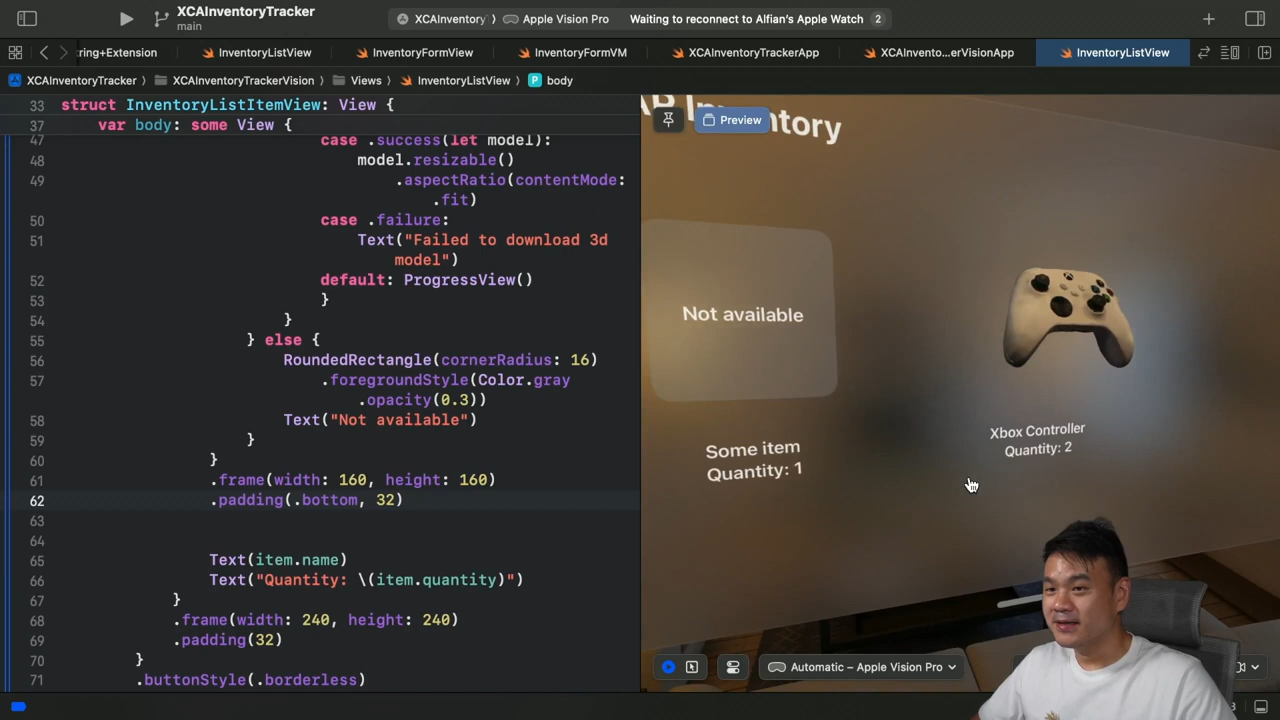 XCAInventoryTracker
main
XCAInventory
Apple Vision Pro
Waiting to reconnect to Alfian's Apple Watch
2
ring+Extension
InventoryListView
InventoryFormView
InventoryFormVM
XCAInventoryTrackerApp
XCAInvento...erVisionApp
InventoryListView
XCAInventoryTracker
XCAInventoryTrackerVision
Views
InventoryListView
P body
33 struct InventoryListItemView: View {
37 var body: some View {
47 case .success(let model):
48 model.resizable()
49 .aspectRatio(contentMode:
.fit)
50 case .failure:
51 Text("Failed to download 3d
model")
52 default: ProgressView()
53 }
54 }
55 } else {
56 RoundedRectangle(cornerRadius: 16)
57 .foregroundStyle(Color.gray
.opacity(0.3))
58 Text("Not available")
59 }
60 }
61 .frame(width: 160, height: 160)
62 .padding(.bottom, 32)
63
64
65 Text(item.name)
66 Text("Quantity: \(item.quantity)")
67 }
68 .frame(width: 240, height: 240)
69 .padding(32)
70 }
71 .buttonStyle(.borderless)
Preview
Inventory
Not available
Some item
Quantity: 1
Xbox Controller
Quantity: 2
Automatic – Apple Vision Pro